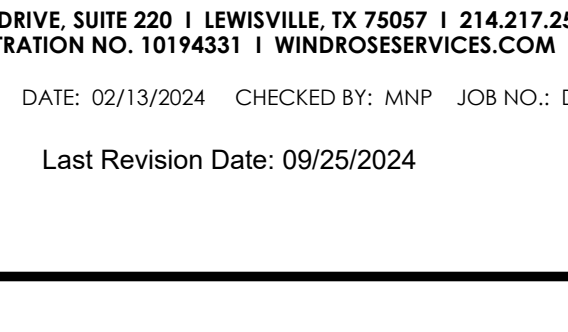 DRIVE, SUITE 220 I LEWISVILLE, TX 75057 I 214.217.25
TRATION NO. 10194331 I WINDROSESERVICES.COM
DATE: 02/13/2024 CHECKED BY: MNP JOB NO.: D
Last Revision Date: 09/25/2024